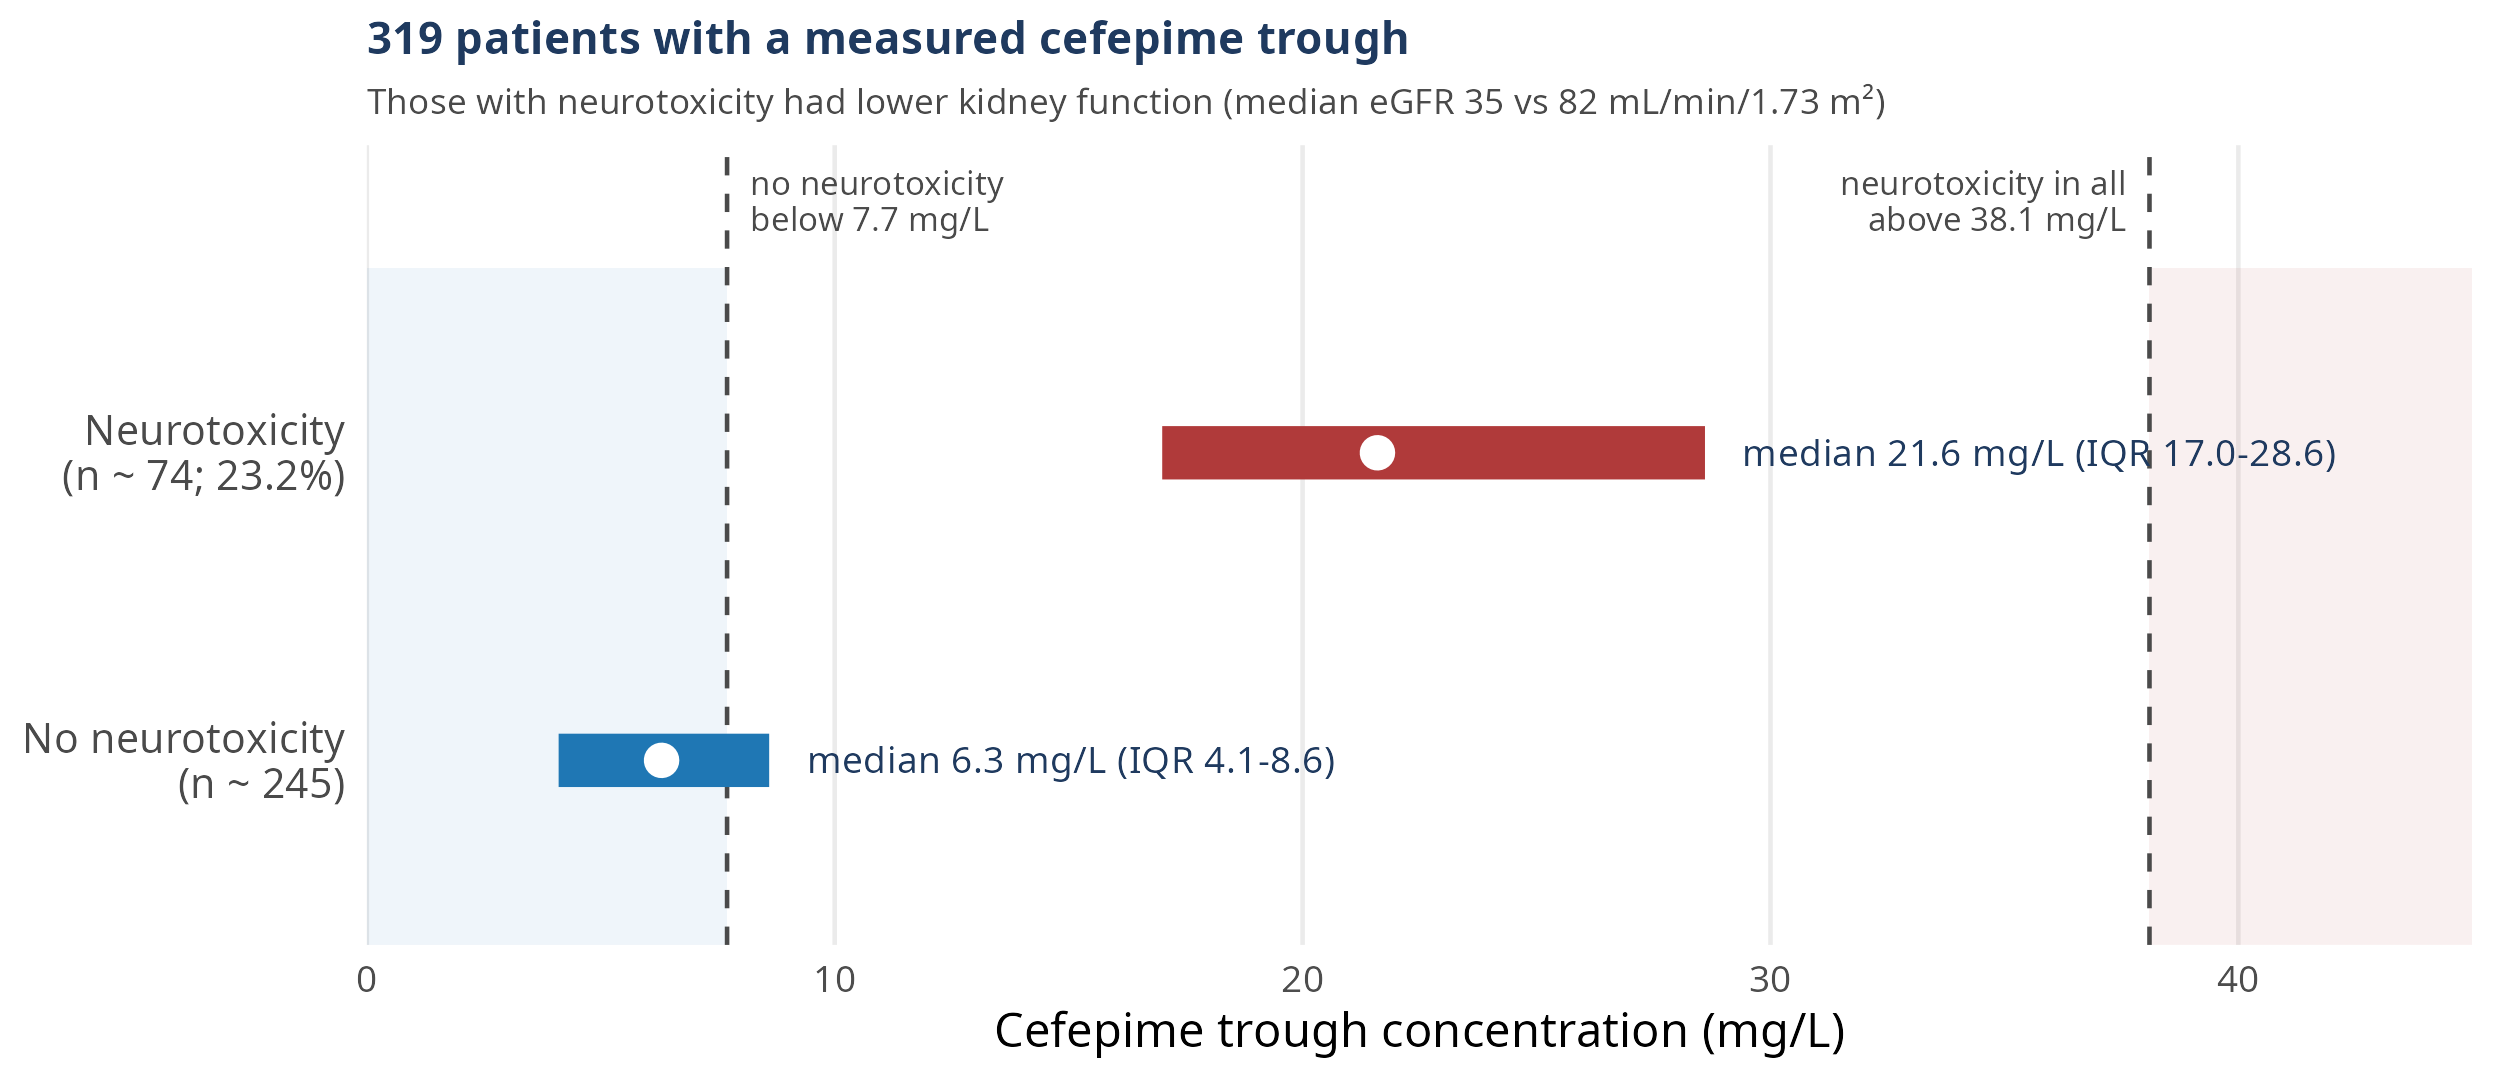 319 patients with a measured cefepime trough
Those with neurotoxicity had lower kidney function (median eGFR 35 vs 82 mL/min/1.73 m²)
no neurotoxicity
below 7.7 mg/L
neurotoxicity in all
above 38.1 mg/L
Neurotoxicity
(n ~ 74; 23.2%)
median 21.6 mg/L (IQR 17.0-28.6)
No neurotoxicity
(n ~ 245)
median 6.3 mg/L (IQR 4.1-8.6)
0 10 20 30 40
Cefepime trough concentration (mg/L)